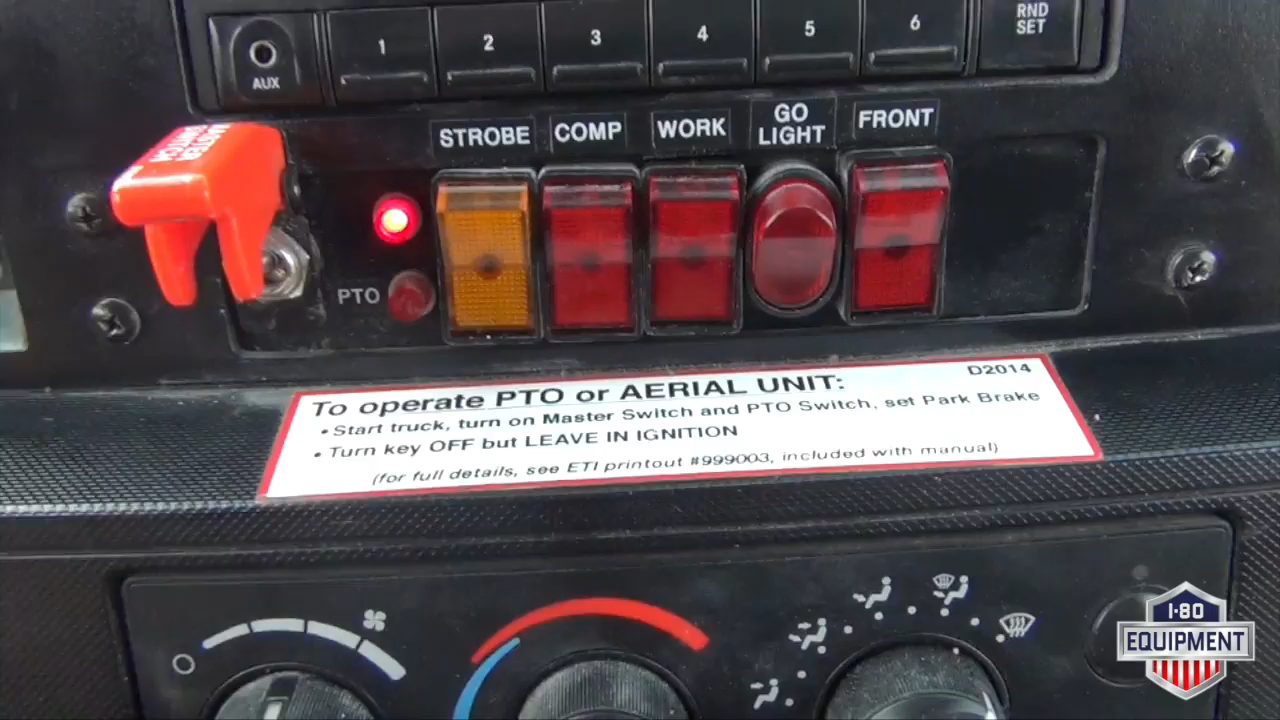 1 2 3 4 5 6 RND
SET
AUX
STROBE COMP WORK GO
LIGHT FRONT
MASTER
SWITCH
PTO
D2014
To operate PTO or AERIAL UNIT:
•Start truck, turn on Master Switch and PTO Switch, set Park Brake
• Turn key OFF but LEAVE IN IGNITION
(for full details, see ETI printout #999003, included with manual)
I-80
EQUIPMENT